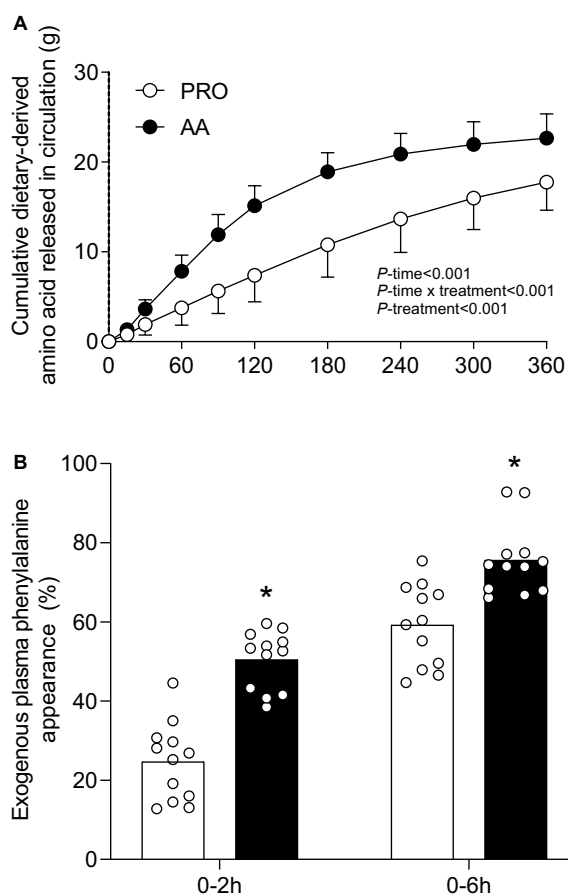 A
Cumulative dietary-derived
amino acid released in circulation (g)
30
20
10
0
PRO
AA
P-time<0.001
P-time x treatment<0.001
P-treatment<0.001
0 60 120 180 240 300 360
B
Exogenous plasma phenylalanine
appearance (%)
100
80
60
40
20
0
*
*
0-2h 0-6h